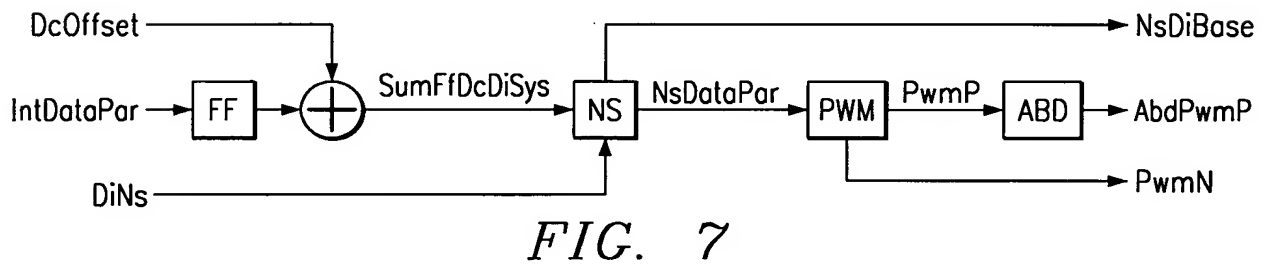 DcOffset
NsDiBase
SumFfDcDiSys
NsDataPar
PwmP
IntDataPar
FF
NS
PWM
ABD
AbdPwmP
DiNs
PwmN
FIG. 7